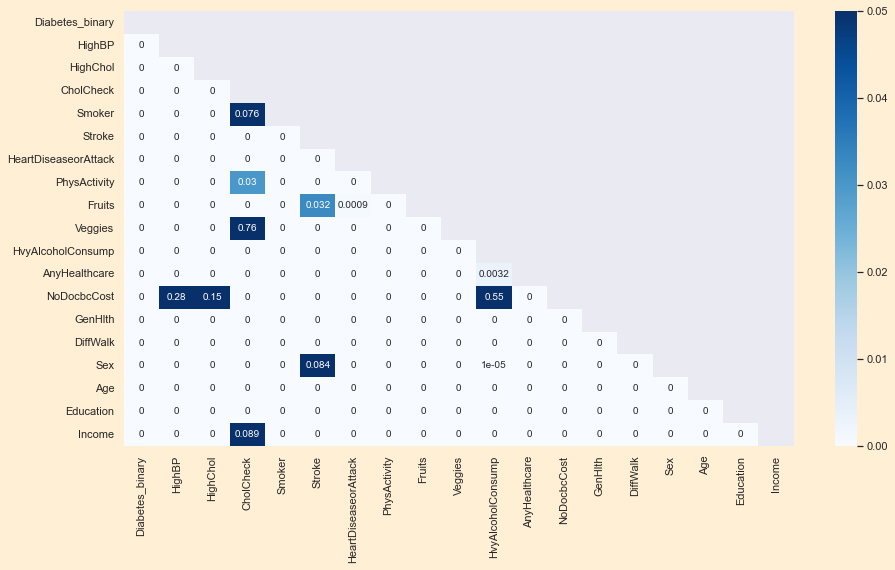 Diabetes_binary
HighBP 0
HighChol 0 0
CholCheck 0 0 0
Smoker 0 0 0 0.076
Stroke 0 0 0 0 0
HeartDiseaseorAttack 0 0 0 0 0 0
PhysActivity 0 0 0 0.03 0 0 0
Fruits 0 0 0 0 0 0.032 0.0009 0
Veggies 0 0 0 0.76 0 0 0 0 0
HvyAlcoholConsump 0 0 0 0 0 0 0 0 0 0
AnyHealthcare 0 0 0 0 0 0 0 0 0 0 0.0032
NoDocbcCost 0 0.28 0.15 0 0 0 0 0 0 0 0.55 0
GenHlth 0 0 0 0 0 0 0 0 0 0 0 0 0
DiffWalk 0 0 0 0 0 0 0 0 0 0 0 0 0 0
Sex 0 0 0 0 0 0.084 0 0 0 0 1e-05 0 0 0 0
Age 0 0 0 0 0 0 0 0 0 0 0 0 0 0 0 0
Education 0 0 0 0 0 0 0 0 0 0 0 0 0 0 0 0 0
Income 0 0 0 0.089 0 0 0 0 0 0 0 0 0 0 0 0 0 0
Diabetes_binary
HighBP
HighChol
CholCheck
Smoker
Stroke
HeartDiseaseorAttack
PhysActivity
Fruits
Veggies
HvyAlcoholConsump
AnyHealthcare
NoDocbcCost
GenHlth
DiffWalk
Sex
Age
Education
Income
0.05
0.04
0.03
0.02
0.01
0.00